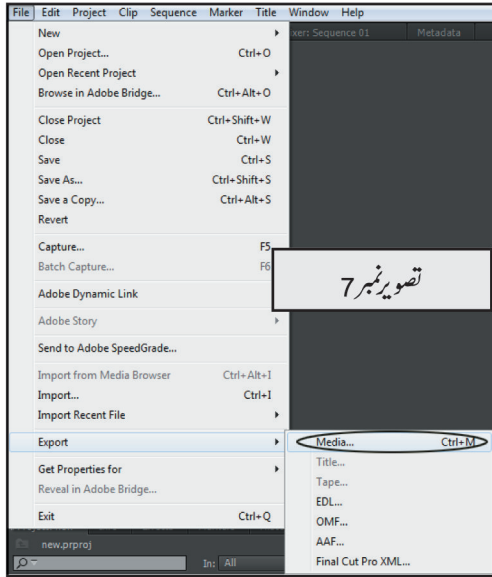 File Edit Project Clip Sequence Marker Title Window Help
New
ixer: Sequence 01 Metadata
Open Project... Ctrl+O
Open Recent Project
Browse in Adobe Bridge... Ctrl+Alt+O
Close Project Ctrl+Shift+W
Close Ctrl+W
Save Ctrl+S
Save As... Ctrl+Shift+S
Save a Copy... Ctrl+Alt+S
Revert
Capture... F5
Batch Capture... F6
تصویر نمبر 7
Adobe Dynamic Link
Adobe Story
Send to Adobe SpeedGrade...
Import from Media Browser Ctrl+Alt+I
Import... Ctrl+I
Import Recent File
Export
Media... Ctrl+M
Title...
Get Properties for
Tape...
Reveal in Adobe Bridge...
EDL...
Exit Ctrl+Q
OMF...
AAF...
new.prproj
In: All
Final Cut Pro XML...